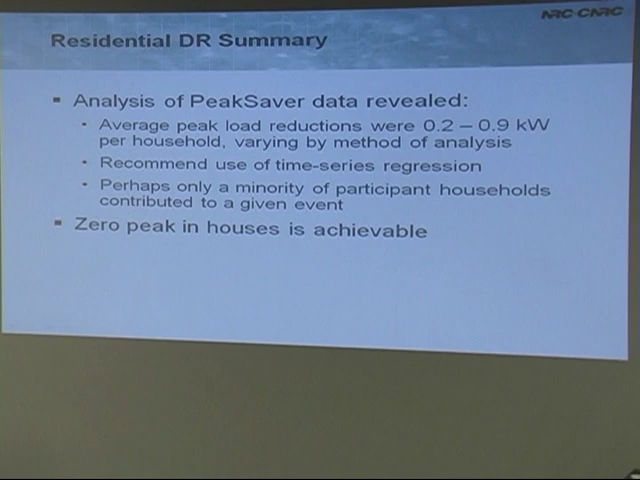 NRC·CNRC
Residential DR Summary
▪ Analysis of PeakSaver data revealed:
• Average peak load reductions were 0.2 – 0.9 kW
per household, varying by method of analysis
• Recommend use of time-series regression
• Perhaps only a minority of participant households
contributed to a given event
▪ Zero peak in houses is achievable